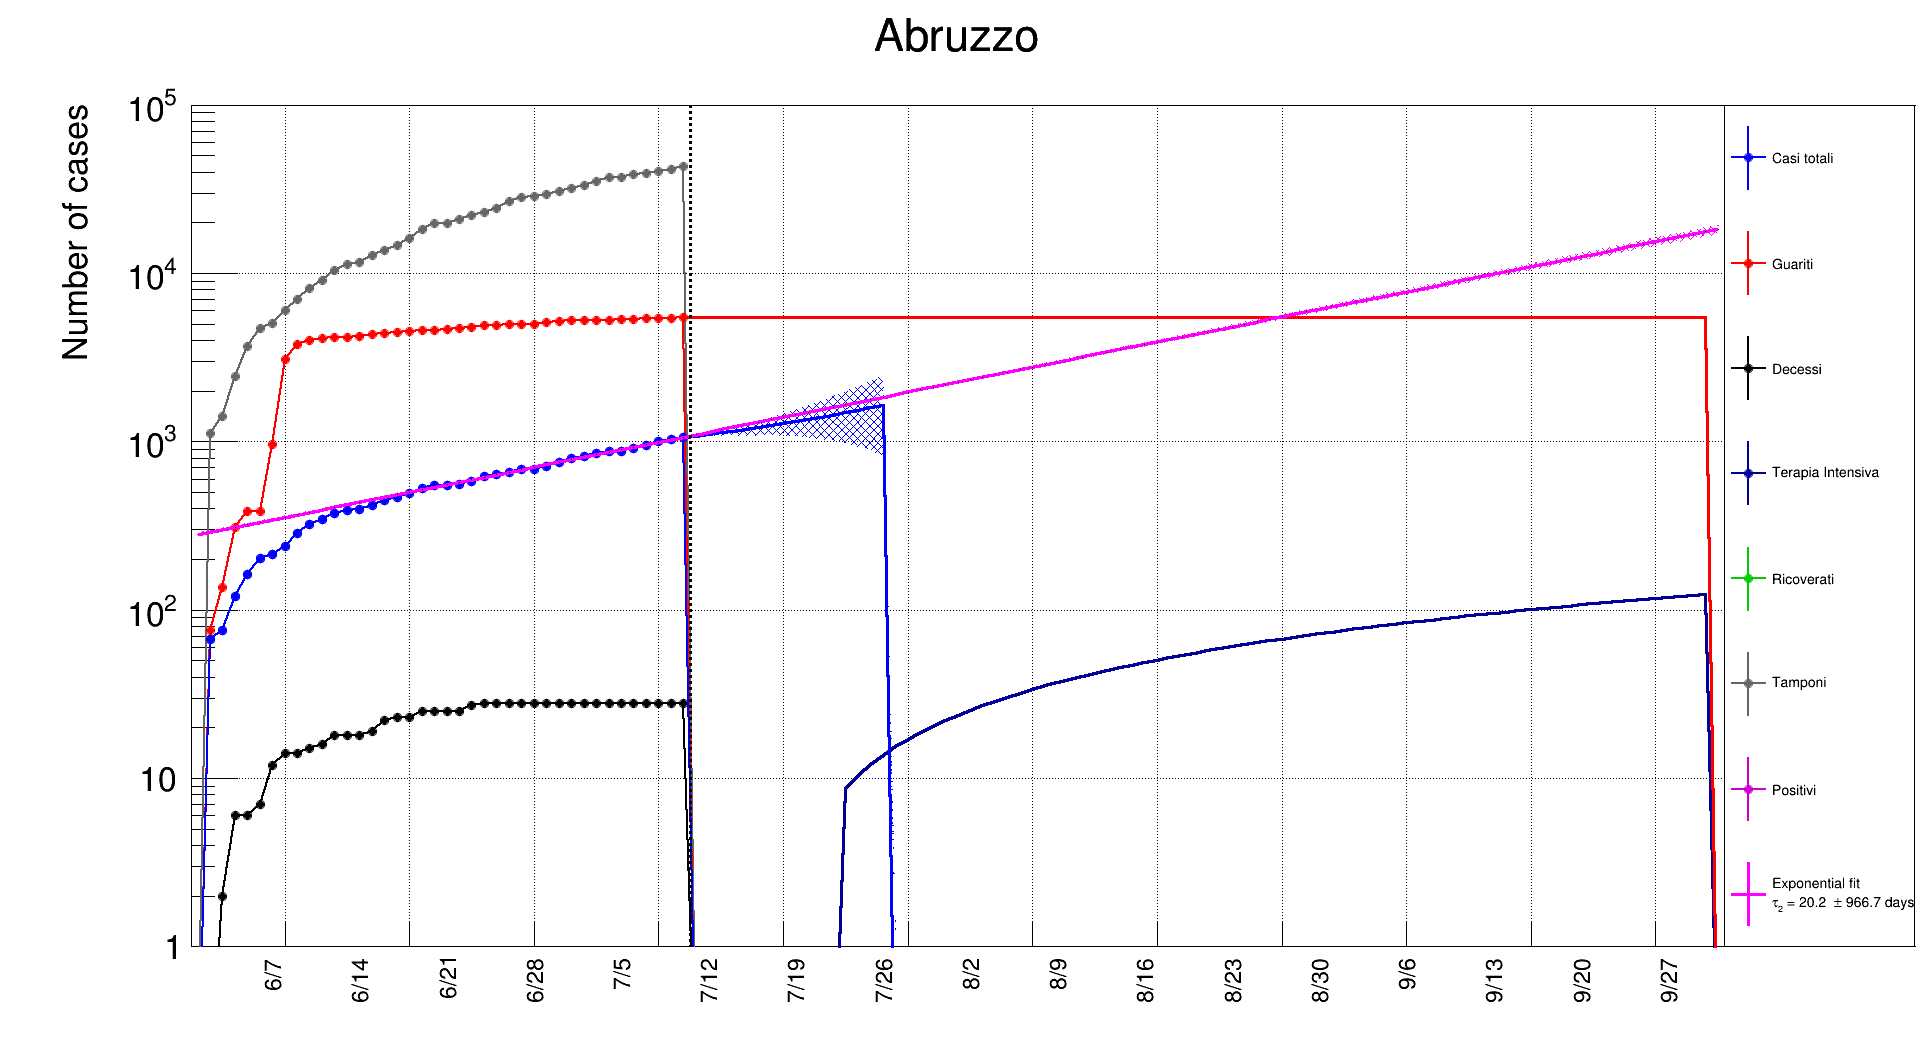 Abruzzo
Number of cases
10^5
10^4
10^3
10^2
10
1
6/7
6/14
6/21
6/28
7/5
7/12
7/19
7/26
8/2
8/9
8/16
8/23
8/30
9/6
9/13
9/20
9/27
Casi totali
Guariti
Decessi
Terapia Intensiva
Ricoverati
Tamponi
Positivi
Exponential fit
τ2 = 20.2 ± 966.7 days